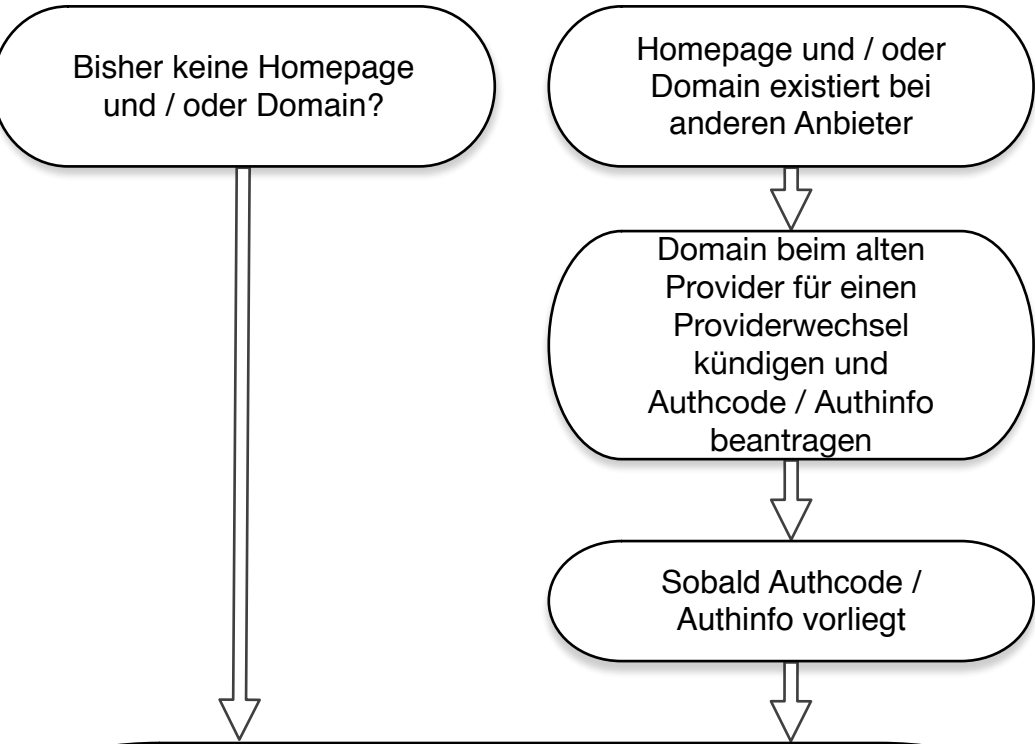 Bisher keine Homepage
und / oder Domain?
Homepage und / oder
Domain existiert bei
anderen Anbieter
Domain beim alten
Provider für einen
Providerwechsel
kündigen und
Authcode / Authinfo
beantragen
Sobald Authcode /
Authinfo vorliegt